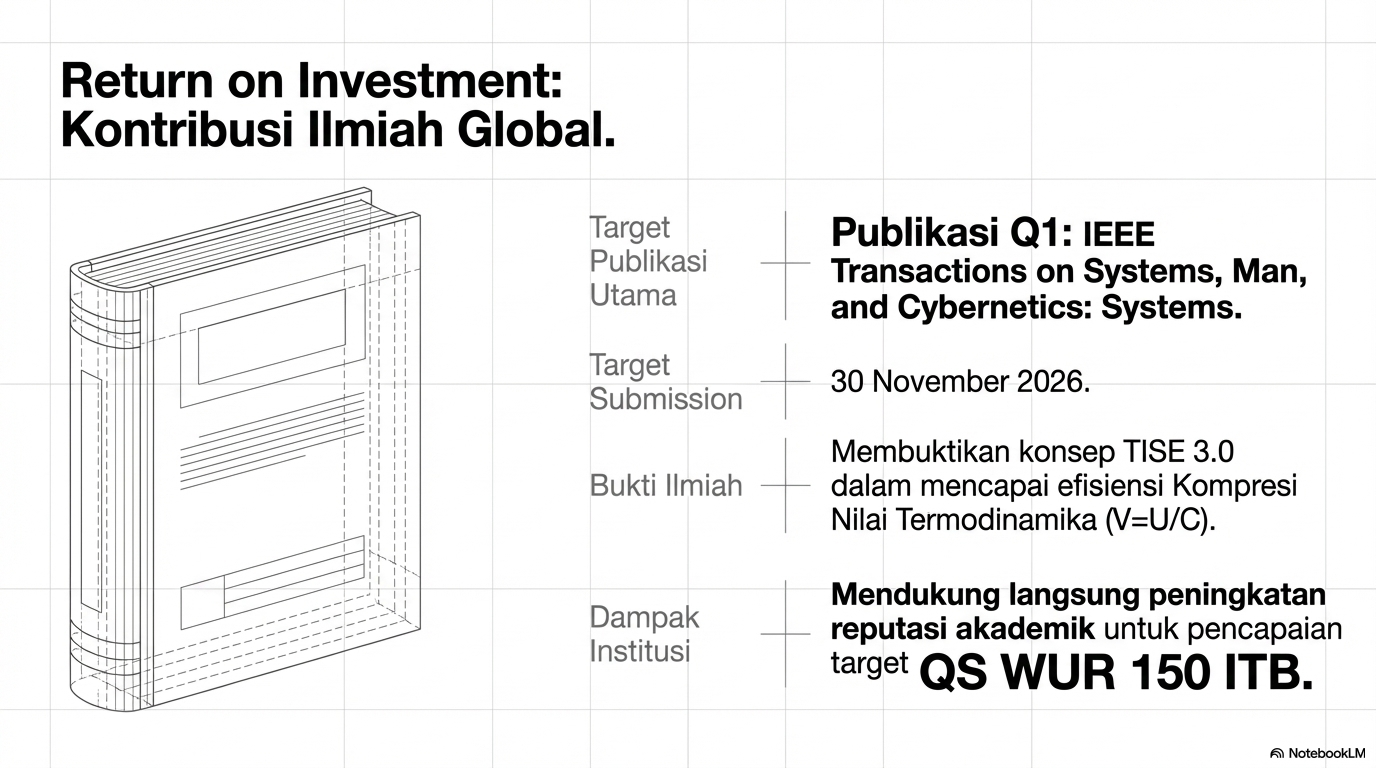 Return on Investment:
Kontribusi Ilmiah Global.
Target
Publikasi
Utama
Publikasi Q1: IEEE
Transactions on Systems, Man,
and Cybernetics: Systems.
Target
Submission
30 November 2026.
Bukti Ilmiah
Membuktikan konsep TISE 3.0
dalam mencapai efisiensi Kompresi
Nilai Termodinamika (V=U/C).
Dampak
Institusi
Mendukung langsung peningkatan
reputasi akademik untuk pencapaian
target QS WUR 150 ITB.
NotebookLM